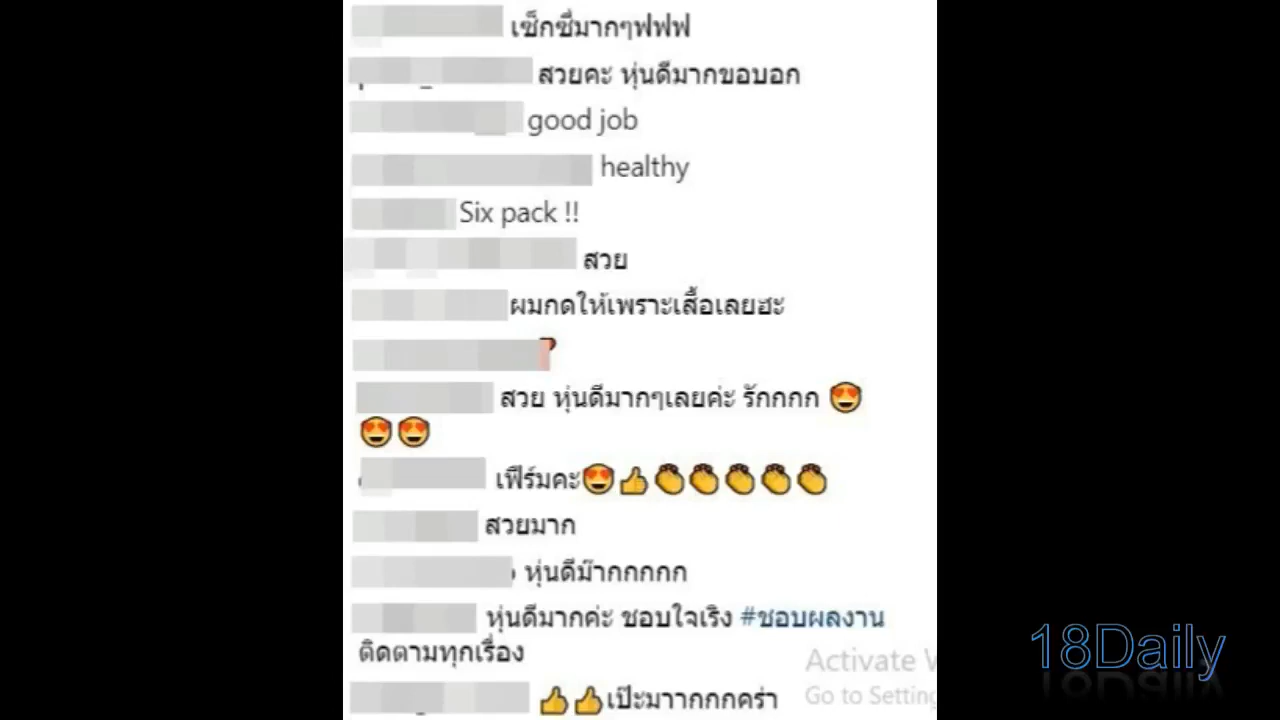 เซ็กซี่มากๆฟฟฟ
สวยคะ หุ่นดีมากขอบอก
good job
healthy
Six pack !!
สวย
ผมกดให้เพราะเสื้อเลยฮะ
สวย หุ่นดีมากๆเลยค่ะ รักกกก 😍
😍😍
เฟิร์มคะ😍👍👏👏👏👏👏
สวยมาก
หุ่นดีม๊ากกกกก
หุ่นดีมากค่ะ ชอบใจเริง #ชอบผลงาน
ติดตามทุกเรื่อง
👍👍เป๊ะมาากกกคร่า
Activate
Go to Setting
18Daily